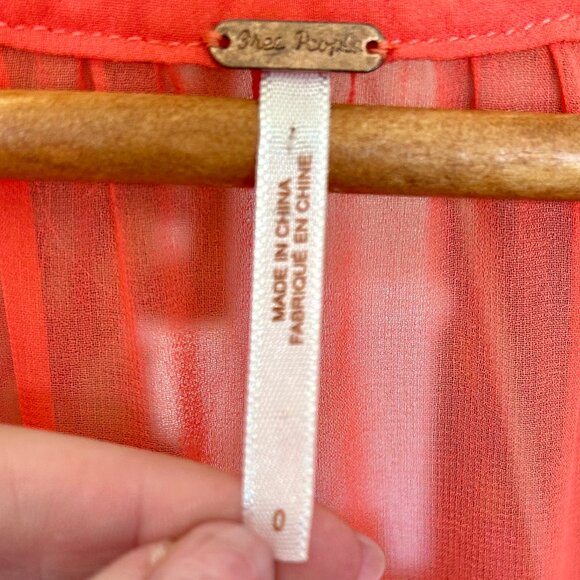 Free People
MADE IN CHINA
FABRIQUÉ EN CHINE
0